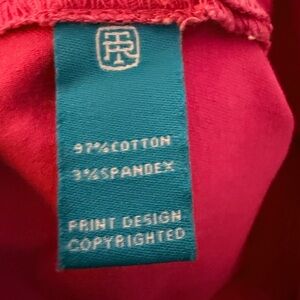 97%COTTON
3%SPANDEX
PRINT DESIGN
COPYRIGHTED